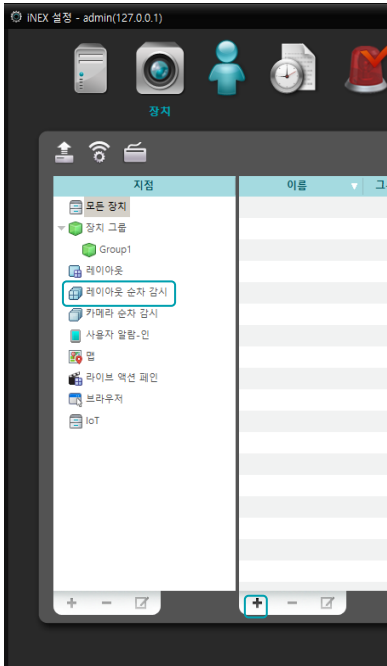 iNEX 설정 - admin(127.0.0.1)
장치
지점
이름
모든 장치
장치 그룹
Group1
레이아웃
레이아웃 순차 감시
카메라 순차 감시
사용자 알람-인
맵
라이브 액션 페인
브라우저
IoT